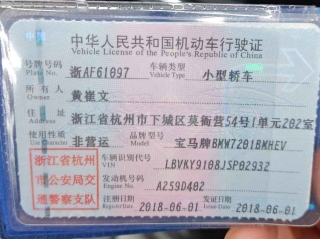 中华人民共和国机动车行驶证
Vehicle License of the People's Republic of China
号牌号码 浙AF61097 车辆类型 小型轿车
Plate No. Vehicle Type
所有人 黄崔文
Owner
住址 浙江省杭州市下城区莫衙营54号1单元202室
Address
使用性质 非营运 品牌型号 宝马牌BMW7201BMHEV
Use Character Model
浙江省杭州市公安局交通警察支队
车辆识别代号 LBVKY9108JSP02932
VIN
发动机号码 A259D402
Engine No.
注册日期 2018-06-01 发证日期 2018-06-01
Register Date Issue Date